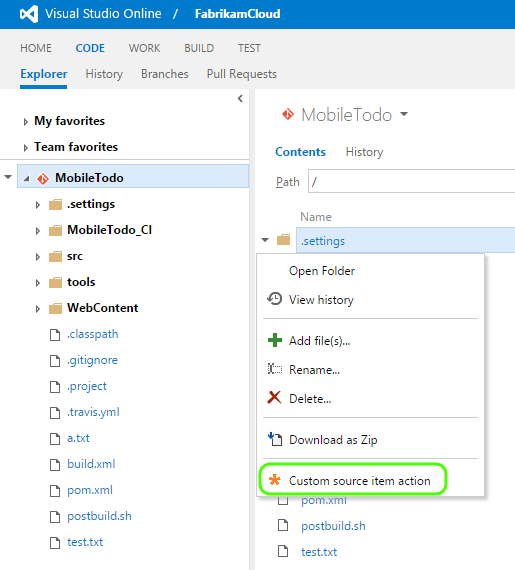 Visual Studio Online / FabrikamCloud
HOME CODE WORK BUILD TEST
Explorer History Branches Pull Requests
My favorites
Team favorites
MobileTodo
.settings
MobileTodo_CI
src
tools
WebContent
.classpath
.gitignore
.project
.travis.yml
a.txt
build.xml
pom.xml
postbuild.sh
test.txt
MobileTodo
Contents History
Path /
Name
.settings
Open Folder
View history
Add file(s)...
Rename...
Delete...
Download as Zip
Custom source item action
pom.xml
postbuild.sh
test.txt